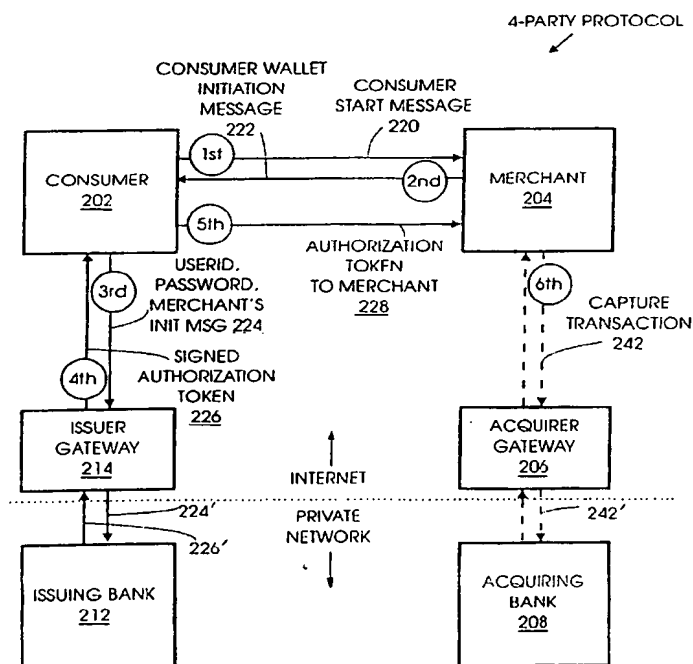 4-PARTY PROTOCOL
CONSUMER WALLET
INITIATION
MESSAGE
222
CONSUMER
START MESSAGE
220
1st
2nd
CONSUMER
202
MERCHANT
204
5th
AUTHORIZATION
TOKEN
TO MERCHANT
228
3rd
USERID,
PASSWORD,
MERCHANT'S
INIT MSG 224
6th
CAPTURE
TRANSACTION
242
4th
SIGNED
AUTHORIZATION
TOKEN
226
ISSUER
GATEWAY
214
ACQUIRER
GATEWAY
206
INTERNET
PRIVATE
NETWORK
224'
226'
242'
ISSUING BANK
212
ACQUIRING
BANK
208